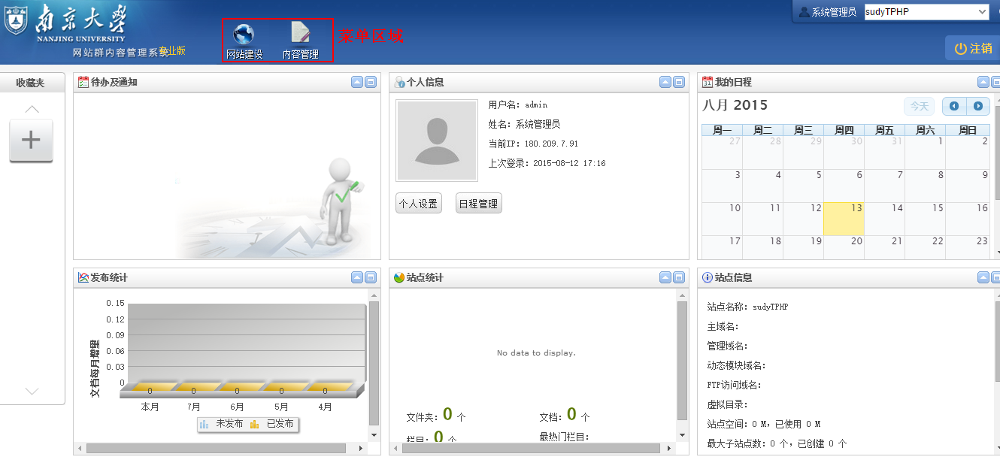 南京大学
NANJING UNIVERSITY
网站群内容管理系统
专业版
网站建设
内容管理
菜单区域
系统管理员
sudyTPHP
注销
收藏夹
待办及通知
个人信息
用户名: admin
姓名: 系统管理员
当前IP: 180.209.7.91
上次登录: 2015-08-12 17:16
个人设置
日程管理
我的日程
八月 2015
今天
周一 周二 周三 周四 周五 周六 周日
27 28 29 30 31 1 2
3 4 5 6 7 8 9
10 11 12 13 14 15 16
17 18 19 20 21 22 23
发布统计
文档每月增量
0.15
0.12
0.09
0.06
0.03
0
0 0 0 0 0
本月 7月 6月 5月 4月
未发布 已发布
站点统计
No data to display.
文件夹: 0 个
文档: 0 个
栏目: 0 个
最热门栏目:
站点信息
站点名称: sudyTPHP
主域名:
管理域名:
动态模块域名:
FTP访问域名:
虚拟目录:
站点空间: 0 M, 已使用 0 M
最大子站点数: 0 个, 已创建 0 个